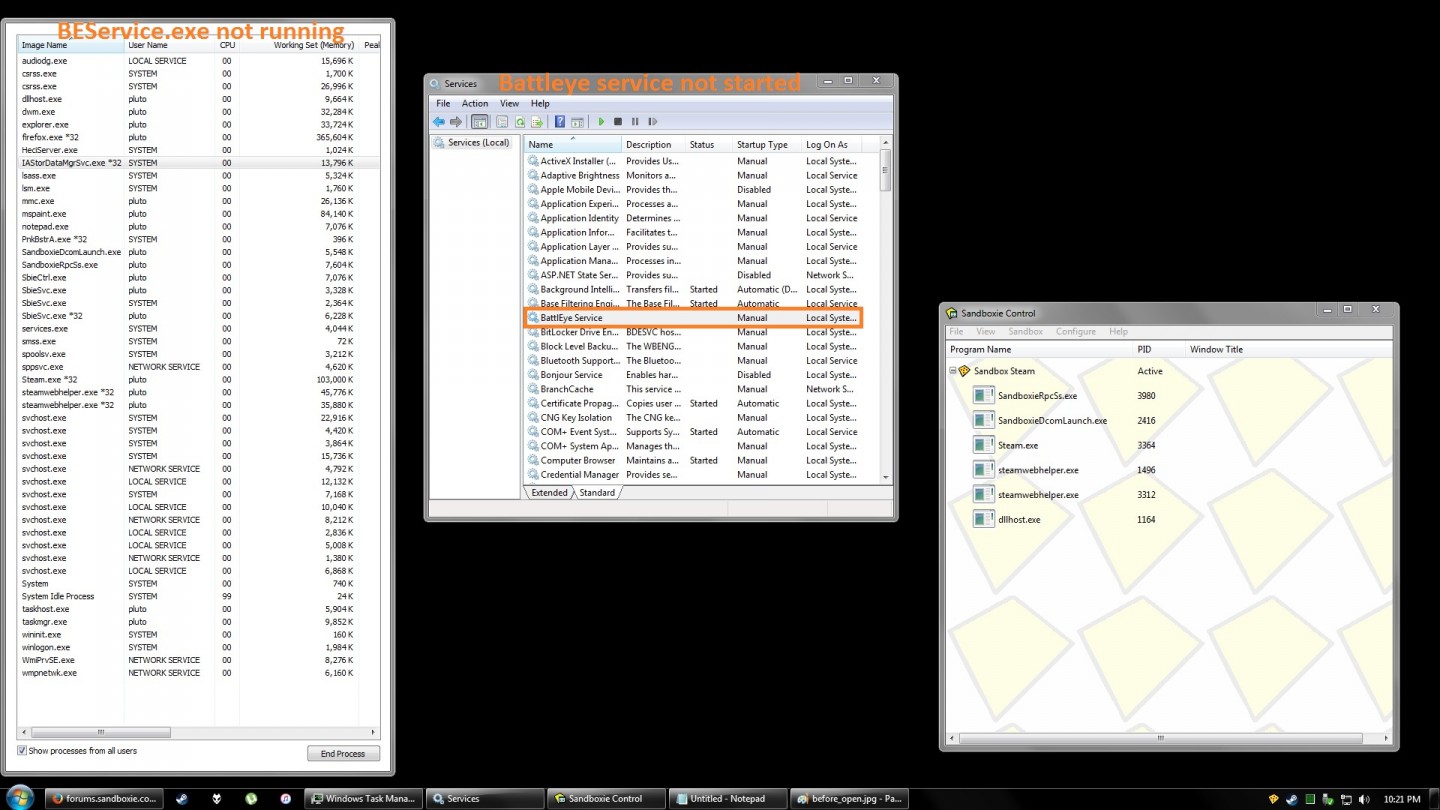 BEService.exe not running
Image Name User Name CPU Working Set (Memory) Peal
audiodg.exe LOCAL SERVICE 00 15,696 K
csrss.exe SYSTEM 00 1,700 K
csrss.exe SYSTEM 00 26,996 K
dllhost.exe pluto 00 9,664 K
dwm.exe pluto 00 32,284 K
explorer.exe pluto 00 33,724 K
firefox.exe *32 pluto 00 365,604 K
HeciServer.exe SYSTEM 00 1,024 K
IAStorDataMgrSvc.exe *32 SYSTEM 00 13,796 K
lsass.exe SYSTEM 00 5,324 K
lsm.exe SYSTEM 00 1,760 K
mmc.exe pluto 00 26,136 K
mspaint.exe pluto 00 84,140 K
notepad.exe pluto 00 7,076 K
PnkBstrA.exe *32 SYSTEM 00 396 K
SandboxieDcomLaunch.exe pluto 00 5,548 K
SandboxieRpcSs.exe pluto 00 7,604 K
SbieCtrl.exe pluto 00 7,076 K
SbieSvc.exe pluto 00 3,328 K
SbieSvc.exe SYSTEM 00 2,364 K
SbieSvc.exe *32 pluto 00 6,228 K
services.exe SYSTEM 00 4,044 K
smss.exe SYSTEM 00 72 K
spoolsv.exe SYSTEM 00 3,212 K
sppsvc.exe NETWORK SERVICE 00 4,620 K
Steam.exe *32 pluto 00 103,000 K
steamwebhelper.exe *32 pluto 00 45,776 K
steamwebhelper.exe *32 pluto 00 35,880 K
svchost.exe SYSTEM 00 22,916 K
svchost.exe SYSTEM 00 4,420 K
svchost.exe SYSTEM 00 3,864 K
svchost.exe SYSTEM 00 15,736 K
svchost.exe NETWORK SERVICE 00 4,792 K
svchost.exe LOCAL SERVICE 00 12,132 K
svchost.exe SYSTEM 00 7,168 K
svchost.exe LOCAL SERVICE 00 10,040 K
svchost.exe NETWORK SERVICE 00 8,212 K
svchost.exe LOCAL SERVICE 00 2,836 K
svchost.exe LOCAL SERVICE 00 5,008 K
svchost.exe NETWORK SERVICE 00 1,380 K
svchost.exe LOCAL SERVICE 00 6,868 K
System SYSTEM 00 740 K
System Idle Process SYSTEM 99 24 K
taskhost.exe pluto 00 5,904 K
taskmgr.exe pluto 00 9,852 K
wininit.exe SYSTEM 00 160 K
winlogon.exe SYSTEM 00 1,984 K
WmiPrvSE.exe NETWORK SERVICE 00 8,276 K
wmpnetwk.exe NETWORK SERVICE 00 6,160 K
Show processes from all users End Process
Services Battleye service not started
File Action View Help
Services (Local)
Name Description Status Startup Type Log On As
ActiveX Installer (... Provides Us... Manual Local Syste...
Adaptive Brightness Monitors a... Manual Local Service
Apple Mobile Devi... Provides th... Disabled Local Syste...
Application Experi... Processes a... Manual Local Syste...
Application Identity Determines ... Manual Local Service
Application Infor... Facilitates t... Manual Local Syste...
Application Layer ... Provides su... Manual Local Service
Application Mana... Processes in... Manual Local Syste...
ASP.NET State Ser... Provides su... Disabled Network S...
Background Intelli... Transfers fil... Started Automatic (D... Local Syste...
Base Filtering Engi... The Base Fil... Started Automatic Local Service
BattlEye Service Manual Local Syste...
BitLocker Drive En... BDESVC hos... Manual Local Syste...
Block Level Backu... The WBENG... Manual Local Syste...
Bluetooth Support... The Bluetoo... Manual Local Service
Bonjour Service Enables har... Disabled Local Syste...
BranchCache This service ... Manual Network S...
Certificate Propag... Copies user ... Started Automatic Local Syste...
CNG Key Isolation The CNG ke... Manual Local Syste...
COM+ Event Syst... Supports Sy... Started Automatic Local Service
COM+ System Ap... Manages th... Manual Local Syste...
Computer Browser Maintains a... Started Manual Local Syste...
Credential Manager Provides se... Manual Local Syste...
Extended Standard
Sandboxie Control
File View Sandbox Configure Help
Program Name PID Window Title
Sandbox Steam Active
SandboxieRpcSs.exe 3980
SandboxieDcomLaunch.exe 2416
Steam.exe 3364
steamwebhelper.exe 1496
steamwebhelper.exe 3312
dllhost.exe 1164
forums.sandboxie.co... Windows Task Mana... Services Sandboxie Control Untitled - Notepad before_open.jpg - Pa... 10:21 PM